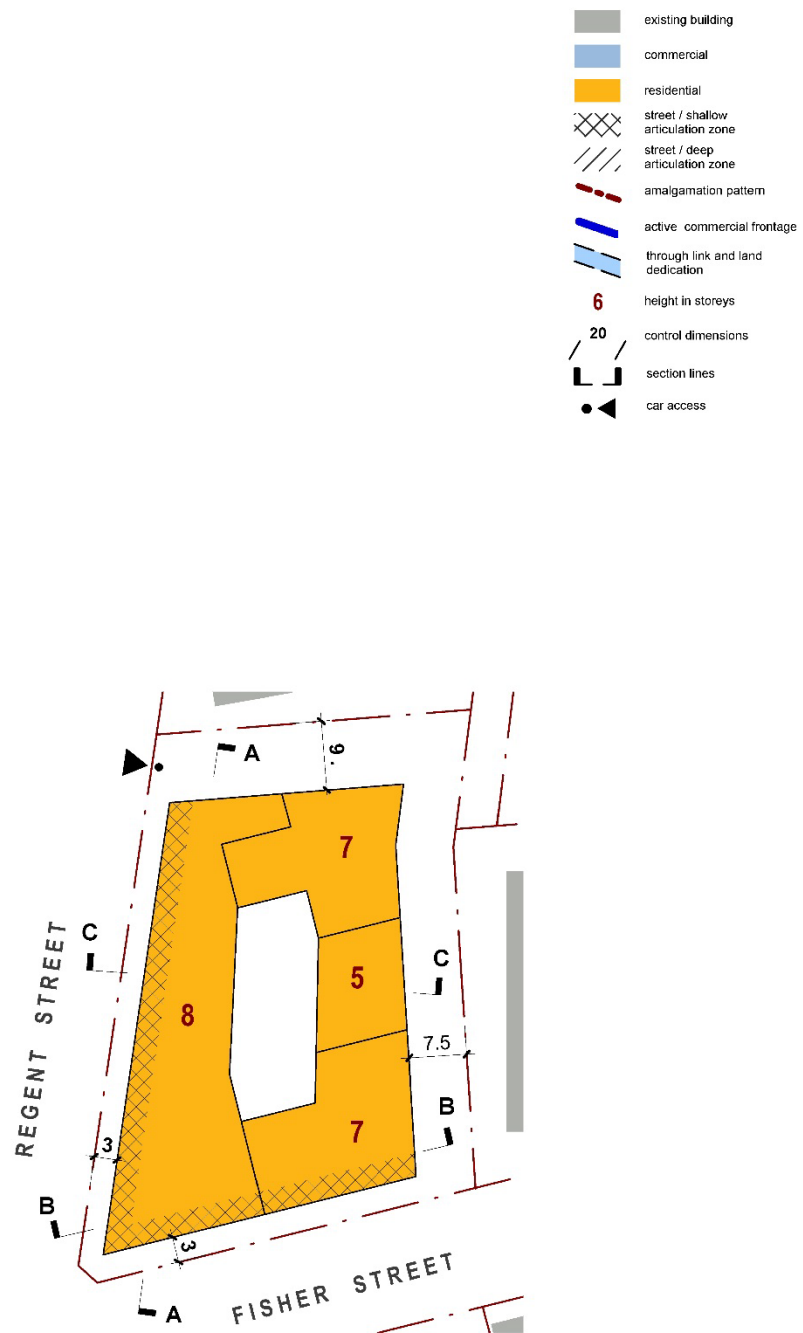 existing building
commercial
residential
street / shallow
articulation zone
street / deep
articulation zone
amalgamation pattern
active commercial frontage
through link and land
dedication
6
height in storeys
20
control dimensions
section lines
car access
A
9.
7
C
C
5
8
7.5
REGENT STREET
B
7
3
B
3
A
FISHER STREET